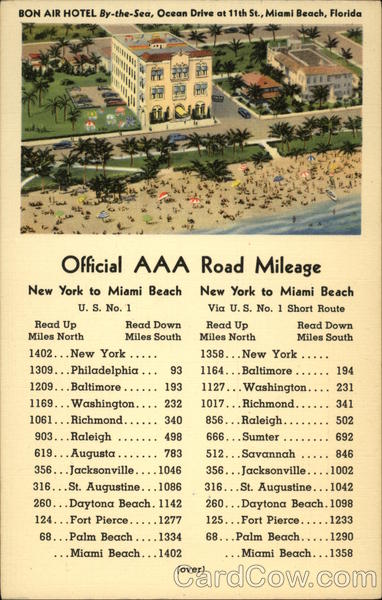 BON AIR HOTEL By-the-Sea, Ocean Drive at 11th St., Miami Beach, Florida
Official AAA Road Mileage
New York to Miami Beach
U. S. No. 1
Read Up Read Down
Miles North Miles South
1402...New York .....
1309...Philadelphia ... 93
1209...Baltimore ...... 193
1169...Washington.... 232
1061...Richmond ...... 340
903...Raleigh ....... 498
619...Augusta ...... 783
356...Jacksonville....1046
316...St. Augustine...1086
260...Daytona Beach.1142
124...Fort Pierce.....1277
68...Palm Beach ....1334
...Miami Beach...1402
New York to Miami Beach
Via U. S. No. 1 Short Route
Read Up Read Down
Miles North Miles South
1358...New York .....
1164...Baltimore ...... 194
1127...Washington.... 231
1017...Richmond ...... 341
856...Raleigh....... 502
666...Sumter ....... 692
512...Savannah ..... 846
356...Jacksonville....1002
316...St. Augustine...1042
260...Daytona Beach.1098
125...Fort Pierce.....1233
68...Palm Beach ....1290
...Miami Beach...1358
(over)
CardCow.com